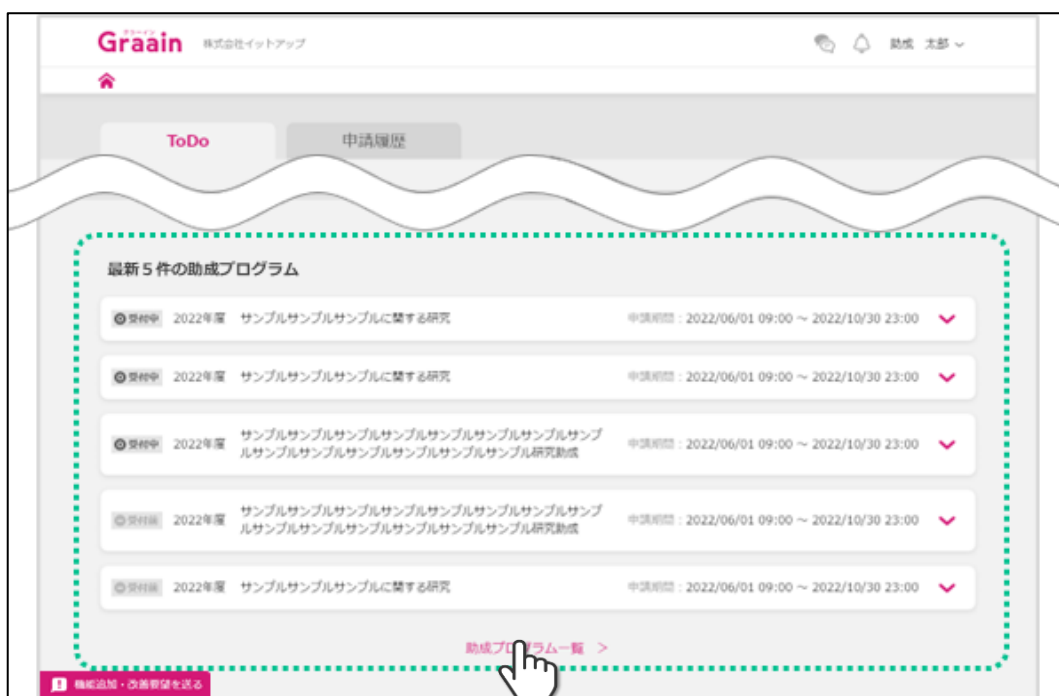 グラーイン
Graain 株式会社イットアップ 助成 太郎
ToDo 申請履歴
最新５件の助成プログラム
受付中 2022年度 サンプルサンプルサンプルに関する研究 申請期間：2022/06/01 09:00 ～ 2022/10/30 23:00
受付中 2022年度 サンプルサンプルサンプルに関する研究 申請期間：2022/06/01 09:00 ～ 2022/10/30 23:00
受付中 2022年度 サンプルサンプルサンプルサンプルサンプルサンプルサンプルサンプ 申請期間：2022/06/01 09:00 ～ 2022/10/30 23:00
ルサンプルサンプルサンプルサンプルサンプルサンプル研究助成
受付前 2022年度 サンプルサンプルサンプルサンプルサンプルサンプルサンプルサンプ 申請期間：2022/06/01 09:00 ～ 2022/10/30 23:00
ルサンプルサンプルサンプルサンプルサンプルサンプル研究助成
受付前 2022年度 サンプルサンプルサンプルに関する研究 申請期間：2022/06/01 09:00 ～ 2022/10/30 23:00
助成プログラム一覧 ＞
機能追加・改善要望を送る